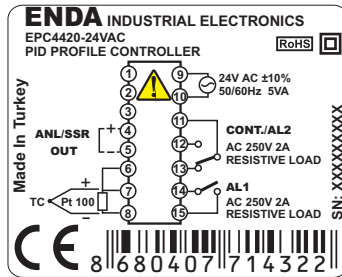 ENDA INDUSTRIAL ELECTRONICS
EPC4420-24VAC
PID PROFILE CONTROLLER
RoHS
Made In Turkey
1
2
3
4
5
6
7
8
9
10
11
12
13
14
15
24V AC ±10%
50/60Hz 5VA
ANL/SSR
OUT
+
-
CONT./AL2
AC 250V 2A
RESISTIVE LOAD
AL1
AC 250V 2A
RESISTIVE LOAD
TC
+
Pt 100
−
SN: XXXXXXXXXX
CE
8 680407 714322